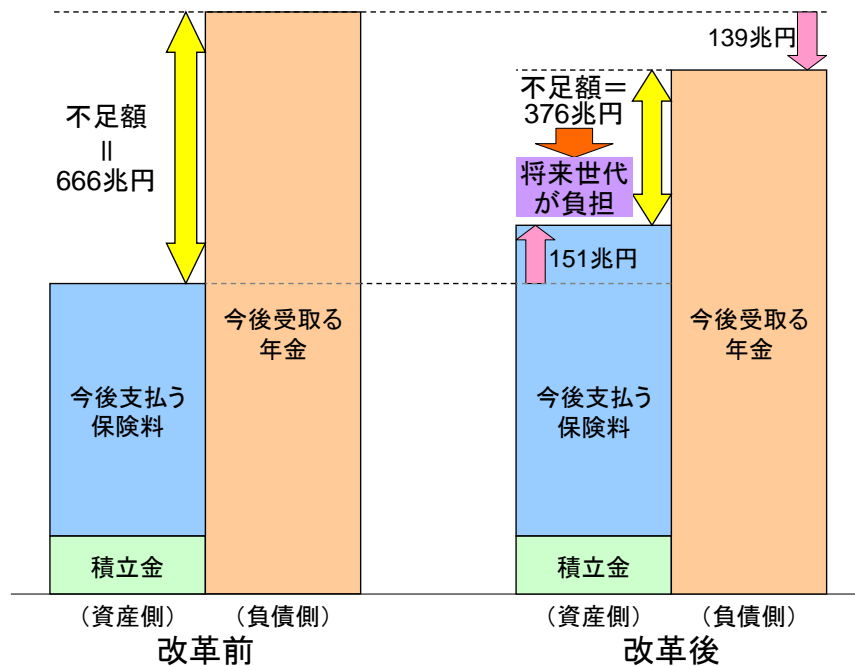 不足額
=
666兆円
今後受取る
年金
今後支払う
保険料
積立金
(資産側)
(負債側)
改革前
139兆円
不足額=
376兆円
将来世代
が負担
151兆円
今後受取る
年金
今後支払う
保険料
積立金
(資産側)
(負債側)
改革後